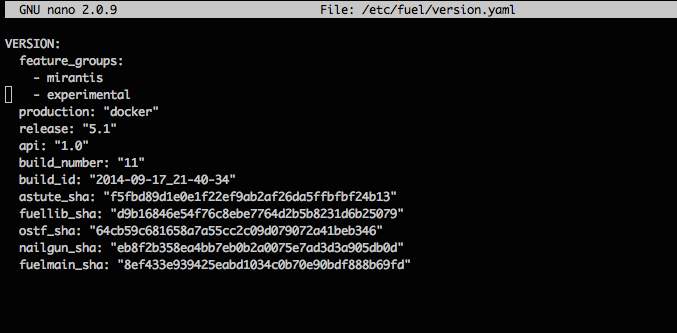 GNU nano 2.0.9 File: /etc/fuel/version.yaml
VERSION:
feature_groups:
- mirantis
- experimental
production: "docker"
release: "5.1"
api: "1.0"
build_number: "11"
build_id: "2014-09-17_21-40-34"
astute_sha: "f5fbd89d1e0e1f22ef9ab2af26da5ffbfbf24b13"
fuellib_sha: "d9b16846e54f76c8ebe7764d2b5b8231d6b25079"
ostf_sha: "64cb59c681658a7a55cc2c09d079072a41beb346"
nailgun_sha: "eb8f2b358ea4bb7eb0b2a0075e7ad3d3a905db0d"
fuelmain_sha: "8ef433e939425eabd1034c0b70e90bdf888b69fd"